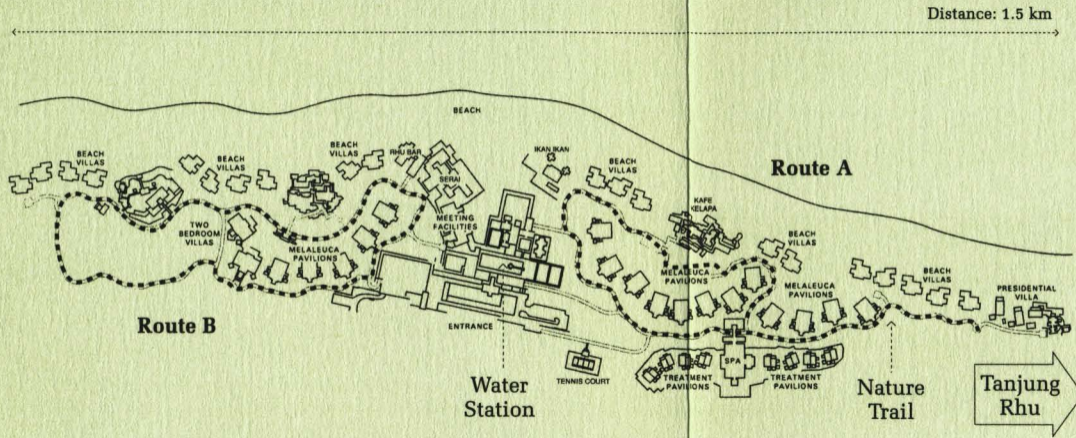 Distance: 1.5 km
BEACH
Route A
BEACH
VILLAS
BEACH
VILLAS
BEACH
VILLAS
RHU BAR
SERAI
IKAN IKAN
BEACH
VILLAS
KAFE
KELAPA
BEACH
VILLAS
BEACH
VILLAS
PRESIDENTIAL
VILLA
TWO
BEDROOM
VILLAS
MELALEUCA
PAVILIONS
MEETING
FACILITIES
MELALEUCA
PAVILIONS
MELALEUCA
PAVILIONS
Route B
ENTRANCE
TENNIS COURT
TREATMENT
PAVILIONS
SPA
TREATMENT
PAVILIONS
Water
Station
Nature
Trail
Tanjung
Rhu